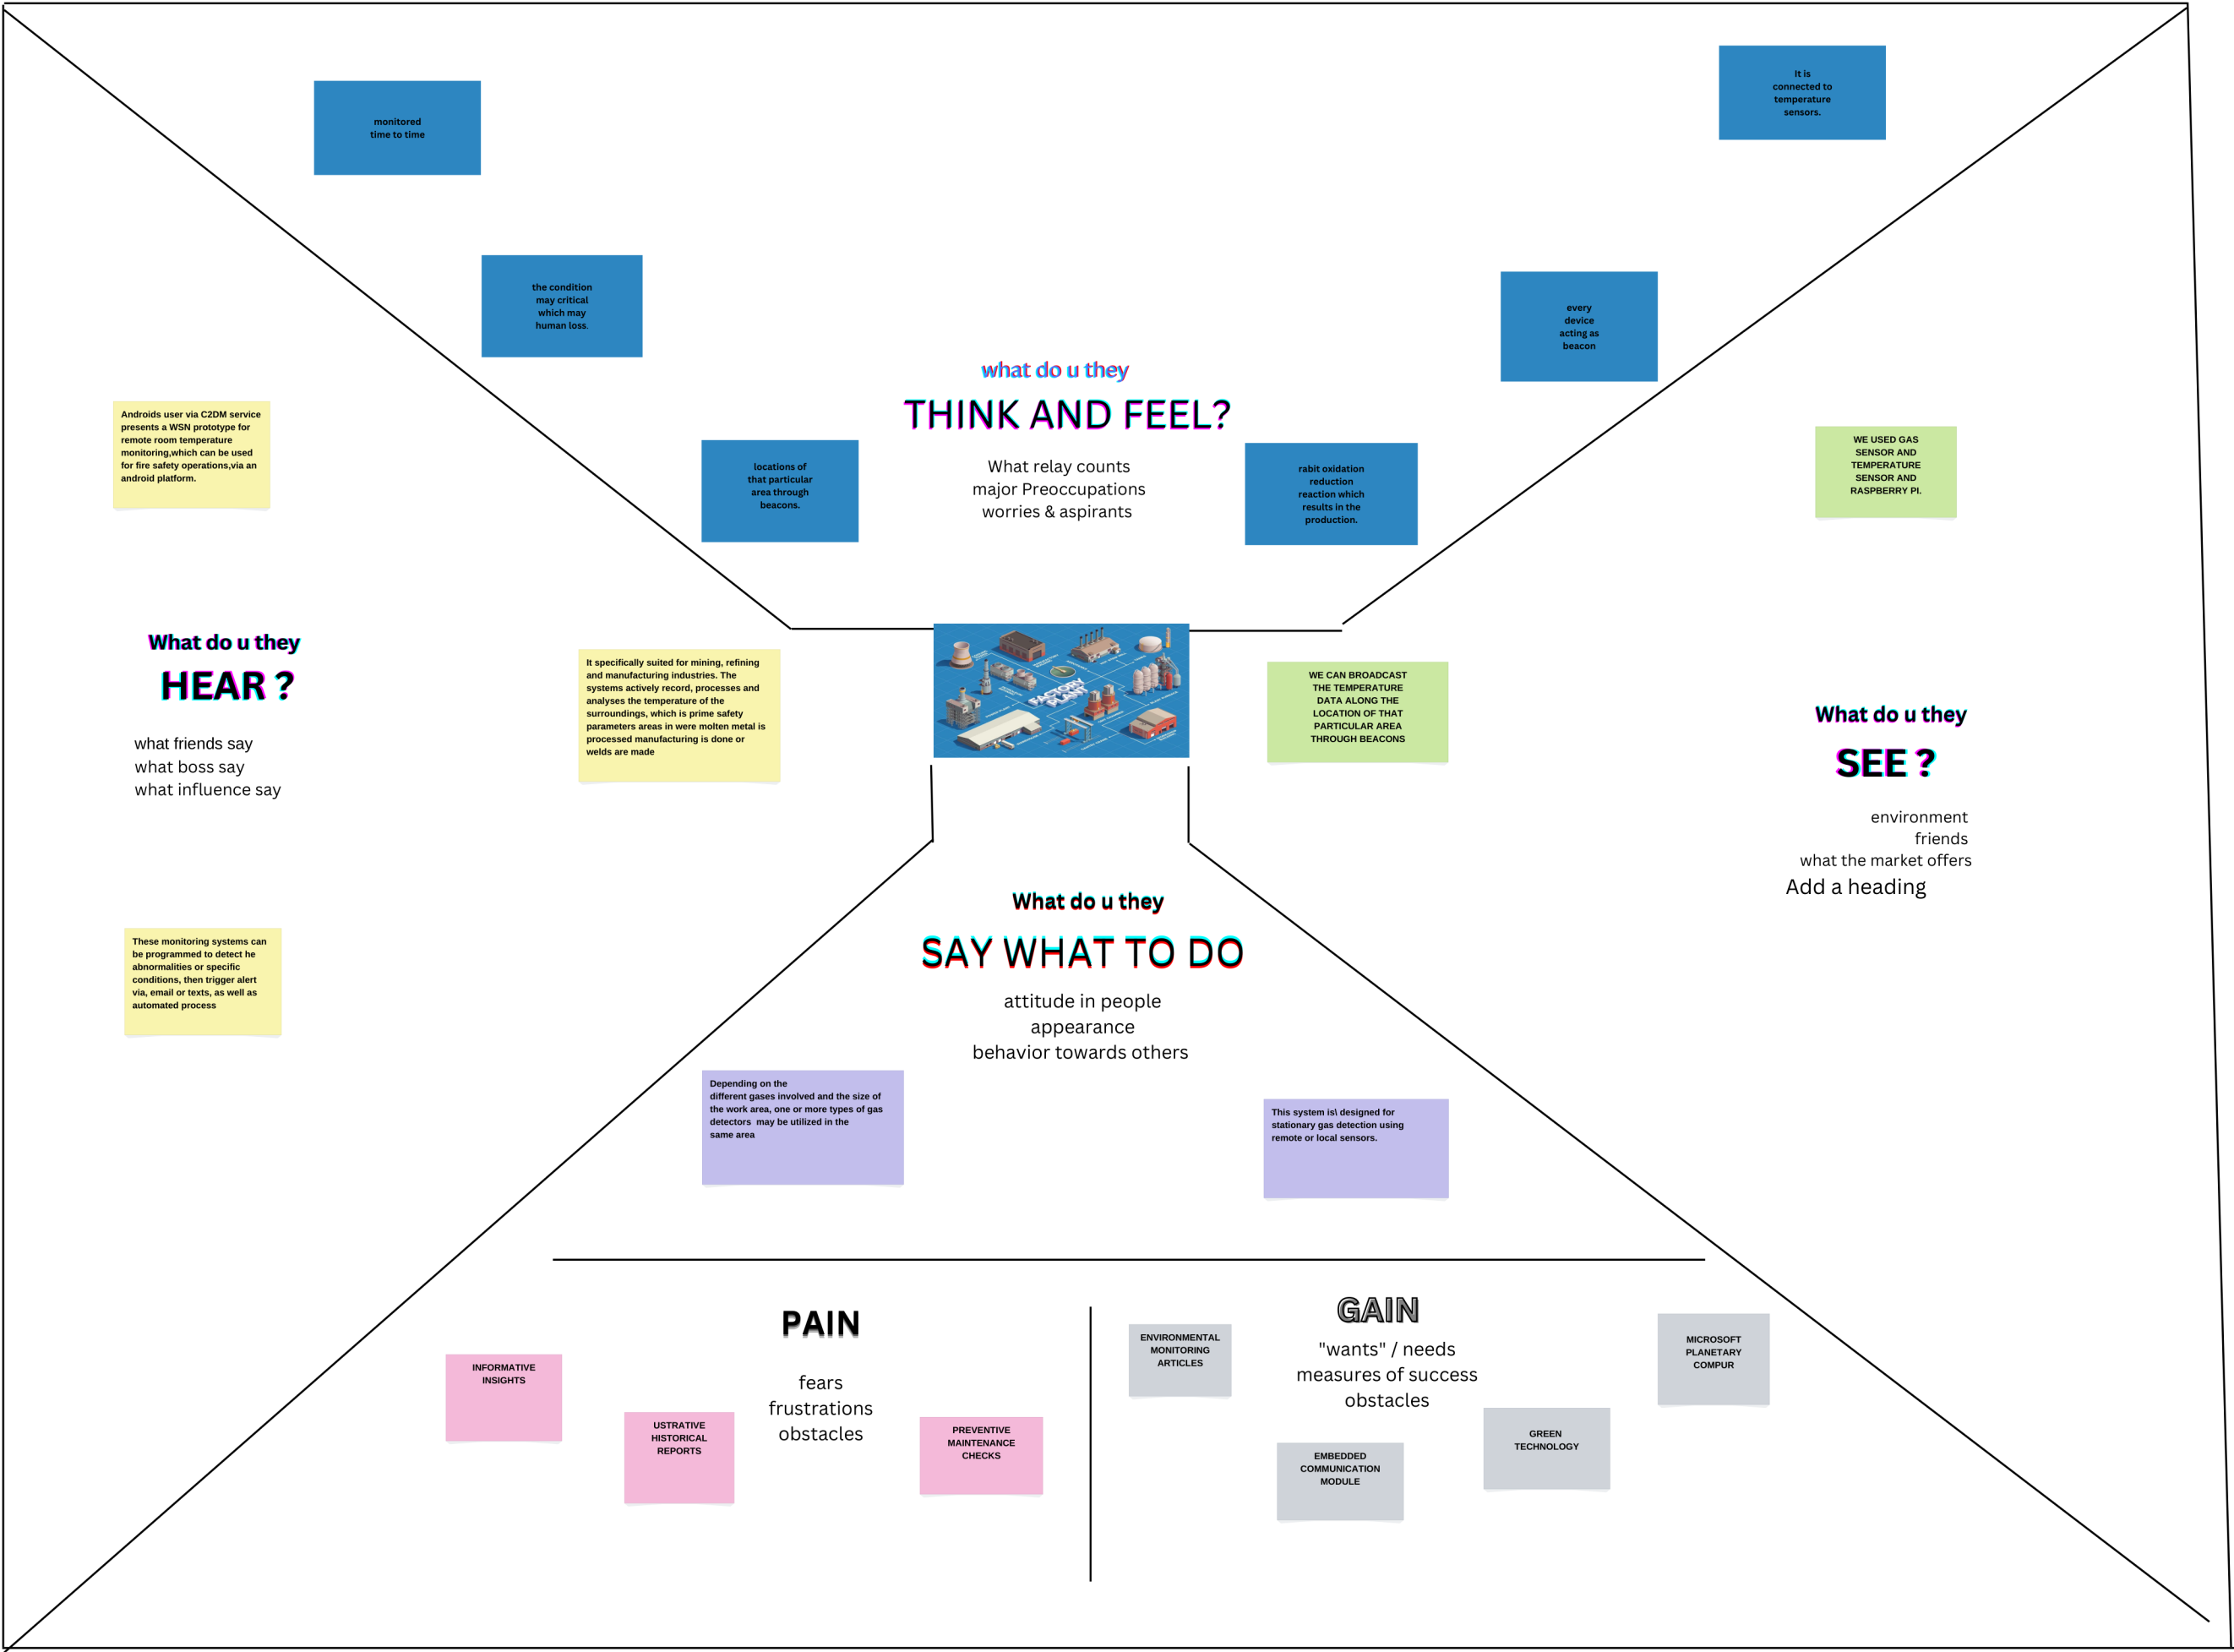 monitored
time to time
It is
connected to
temperature
sensors.
the condition
may critical
which may
human loss.
every
device
acting as
beacon
what do u they
THINK AND FEEL?
What relay counts
major Preoccupations
worries & aspirants
locations of
that particular
area through
beacons.
rabit oxidation
reduction
reaction which
results in the
production.
Androids user via C2DM service
presents a WSN prototype for
remote room temperature
monitoring,which can be used
for fire safety operations,via an
android platform.
WE USED GAS
SENSOR AND
TEMPERATURE
SENSOR AND
RASPBERRY PI.
What do u they
HEAR ?
what friends say
what boss say
what influence say
It specifically suited for mining, refining
and manufacturing industries. The
systems actively record, processes and
analyses the temperature of the
surroundings, which is prime safety
parameters areas in were molten metal is
processed manufacturing is done or
welds are made
FACTORY
PLANT
WE CAN BROADCAST
THE TEMPERATURE
DATA ALONG THE
LOCATION OF THAT
PARTICULAR AREA
THROUGH BEACONS
What do u they
SEE ?
environment
friends
what the market offers
Add a heading
These monitoring systems can
be programmed to detect he
abnormalities or specific
conditions, then trigger alert
via, email or texts, as well as
automated process
What do u they
SAY WHAT TO DO
attitude in people
appearance
behavior towards others
Depending on the
different gases involved and the size of
the work area, one or more types of gas
detectors  may be utilized in the
same area
This system is\ designed for
stationary gas detection using
remote or local sensors.
PAIN
fears
frustrations
obstacles
INFORMATIVE
INSIGHTS
USTRATIVE
HISTORICAL
REPORTS
PREVENTIVE
MAINTENANCE
CHECKS
GAIN
"wants" / needs
measures of success
obstacles
ENVIRONMENTAL
MONITORING
ARTICLES
MICROSOFT
PLANETARY
COMPUR
EMBEDDED
COMMUNICATION
MODULE
GREEN
TECHNOLOGY